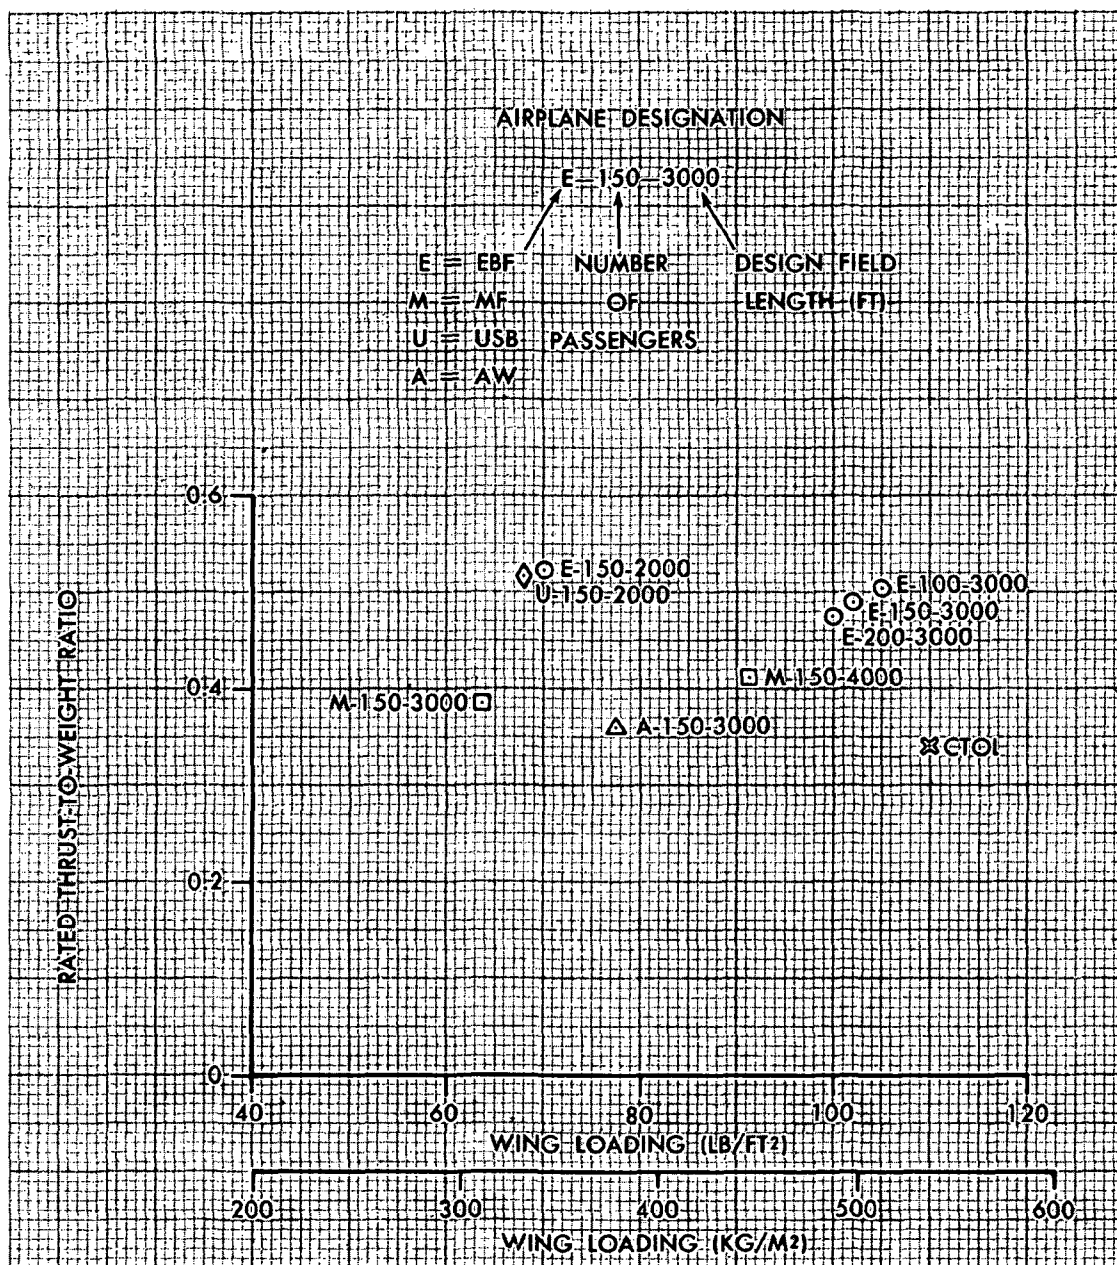 AIRPLANE DESIGNATION
E—150—3000
E = EBF
M = MF
U = USB
A = AW
NUMBER
OF
PASSENGERS
DESIGN FIELD
LENGTH (FT)
RATED THRUST-TO-WEIGHT RATIO
0.6
0.4
0.2
0
E-150-2000
U-150-2000
E-100-3000
E-150-3000
E-200-3000
M-150-4000
M-150-3000
A-150-3000
CTOL
40 60 80 100 120
WING LOADING (LB/FT2)
200 300 400 500 600
WING LOADING (KG/M2)